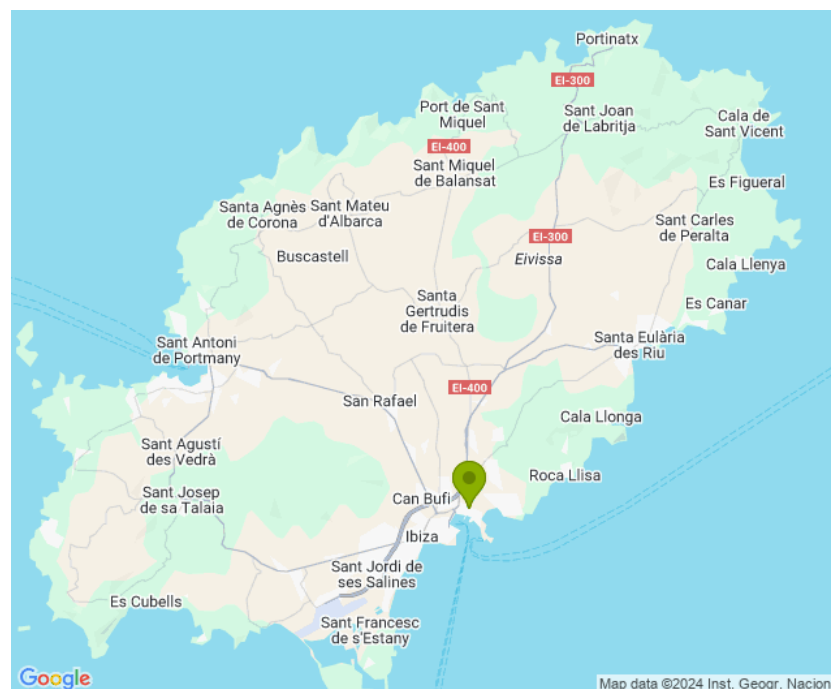 Portinatx
EI-300
Port de Sant
Miquel
Sant Joan
de Labritja
Cala de
Sant Vicent
EI-400
Sant Miquel
de Balansat
Es Figueral
Santa Agnès
de Corona
Sant Mateu
d'Albarca
Sant Carles
de Peralta
EI-300
Buscastell
Eivissa
Cala Llenya
Santa
Gertrudis
de Fruitera
Es Canar
Sant Antoni
de Portmany
Santa Eulària
des Riu
EI-400
San Rafael
Cala Llonga
Sant Agustí
des Vedrà
Roca Llisa
Sant Josep
de sa Talaia
Can Bufi
Ibiza
Sant Jordi de
ses Salines
Es Cubells
Sant Francesc
de s'Estany
Google
Map data ©2024 Inst. Geogr. Nacion